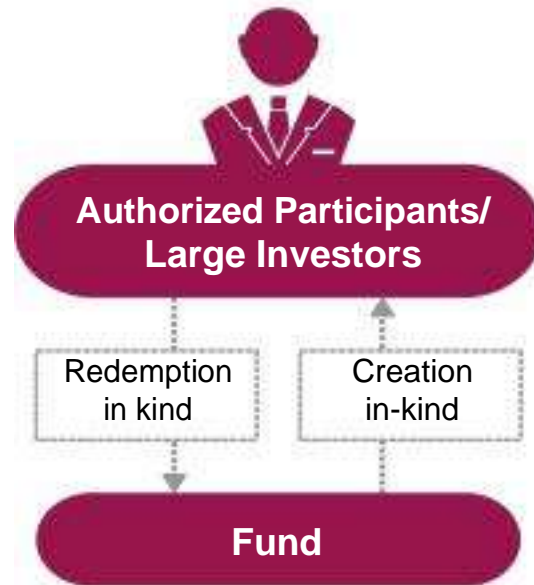 Authorized Participants/
Large Investors
Redemption
in kind
Creation
in-kind
Fund